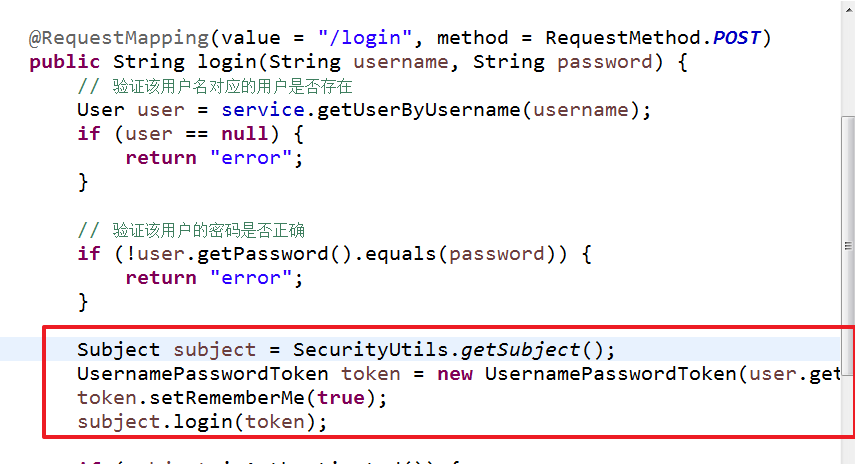 @RequestMapping(value = "/login", method = RequestMethod.POST)
public String login(String username, String password) {
// 验证该用户名对应的用户是否存在
User user = service.getUserByUsername(username);
if (user == null) {
return "error";
}
// 验证该用户的密码是否正确
if (!user.getPassword().equals(password)) {
return "error";
}
Subject subject = SecurityUtils.getSubject();
UsernamePasswordToken token = new UsernamePasswordToken(user.get
token.setRememberMe(true);
subject.login(token);